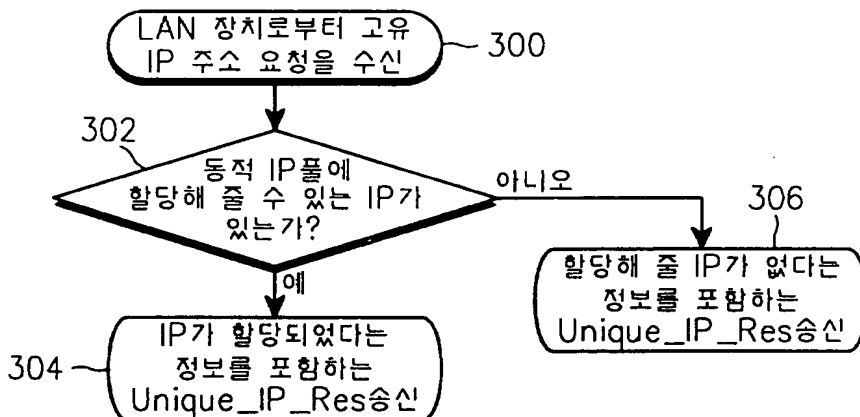 LAN 장치로부터 고유
IP 주소 요청을 수신
300
302
동적 IP풀에
할당해 줄 수 있는 IP가
있는가?
아니오
306
할당해 줄 IP가 없다는
정보를 포함하는
Unique_IP_Res송신
예
304
IP가 할당되었다는
정보를 포함하는
Unique_IP_Res송신